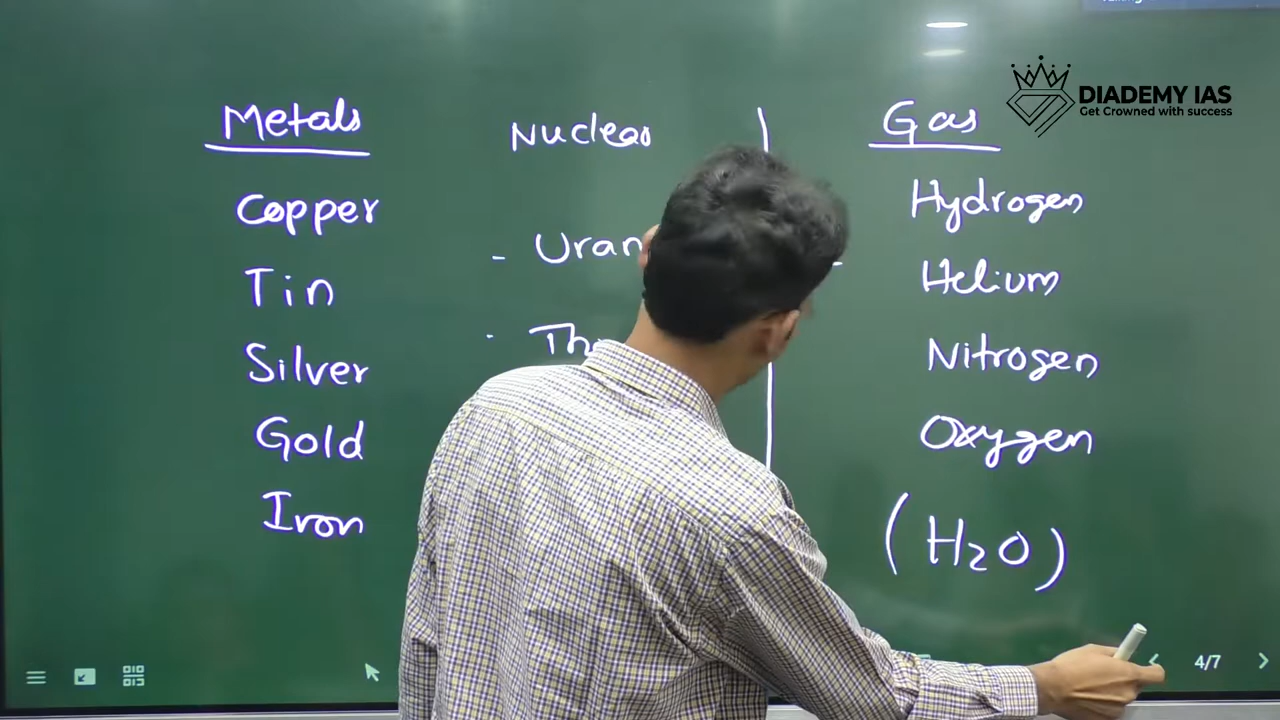 DIADEMY IAS
Get Crowned with success
Metals
Copper
Tin
Silver
Gold
Iron
Nuclear
- Uran
Tho
Gas
Hydrogen
Helium
Nitrogen
Oxygen
(H₂O)
4/7